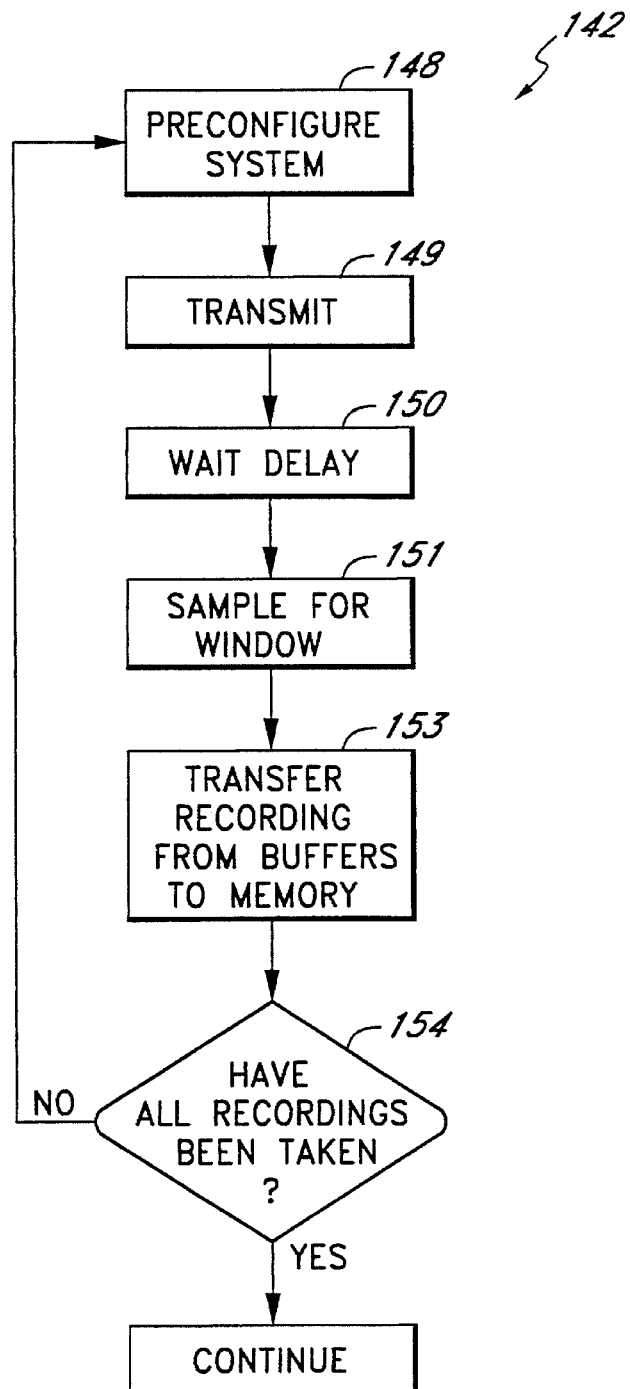 142
148
PRECONFIGURE
SYSTEM
149
TRANSMIT
150
WAIT DELAY
151
SAMPLE FOR
WINDOW
153
TRANSFER
RECORDING
FROM BUFFERS
TO MEMORY
154
HAVE
ALL RECORDINGS
BEEN TAKEN
?
NO
YES
CONTINUE